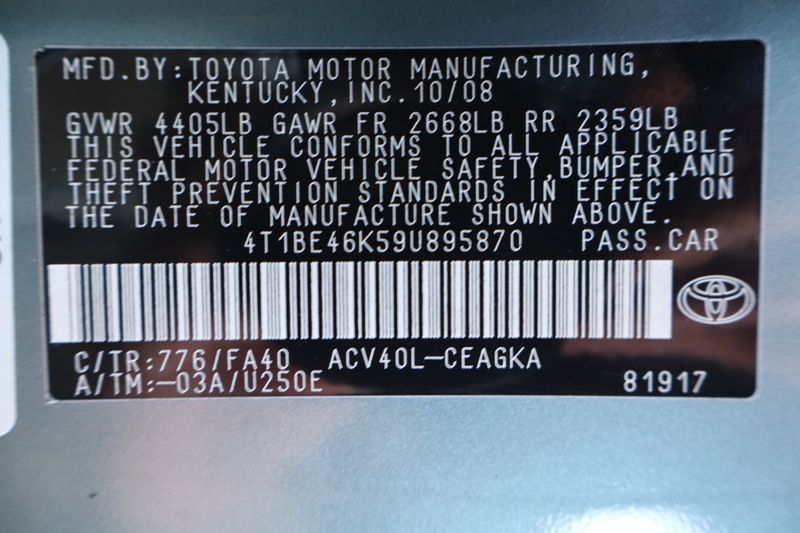 MFD.BY:TOYOTA MOTOR MANUFACTURING,
KENTUCKY,INC.10/08
GVWR 4405LB GAWR FR 2668LB RR 2359LB
THIS VEHICLE CONFORMS TO ALL APPLICABLE
FEDERAL MOTOR VEHICLE SAFETY,BUMPER,AND
THEFT PREVENTION STANDARDS IN EFFECT ON
THE DATE OF MANUFACTURE SHOWN ABOVE.
4T1BE46K59U895870 PASS.CAR
C/TR:776/FA40 ACV40L-CEAGKA
A/TM:-03A/U250E 81917